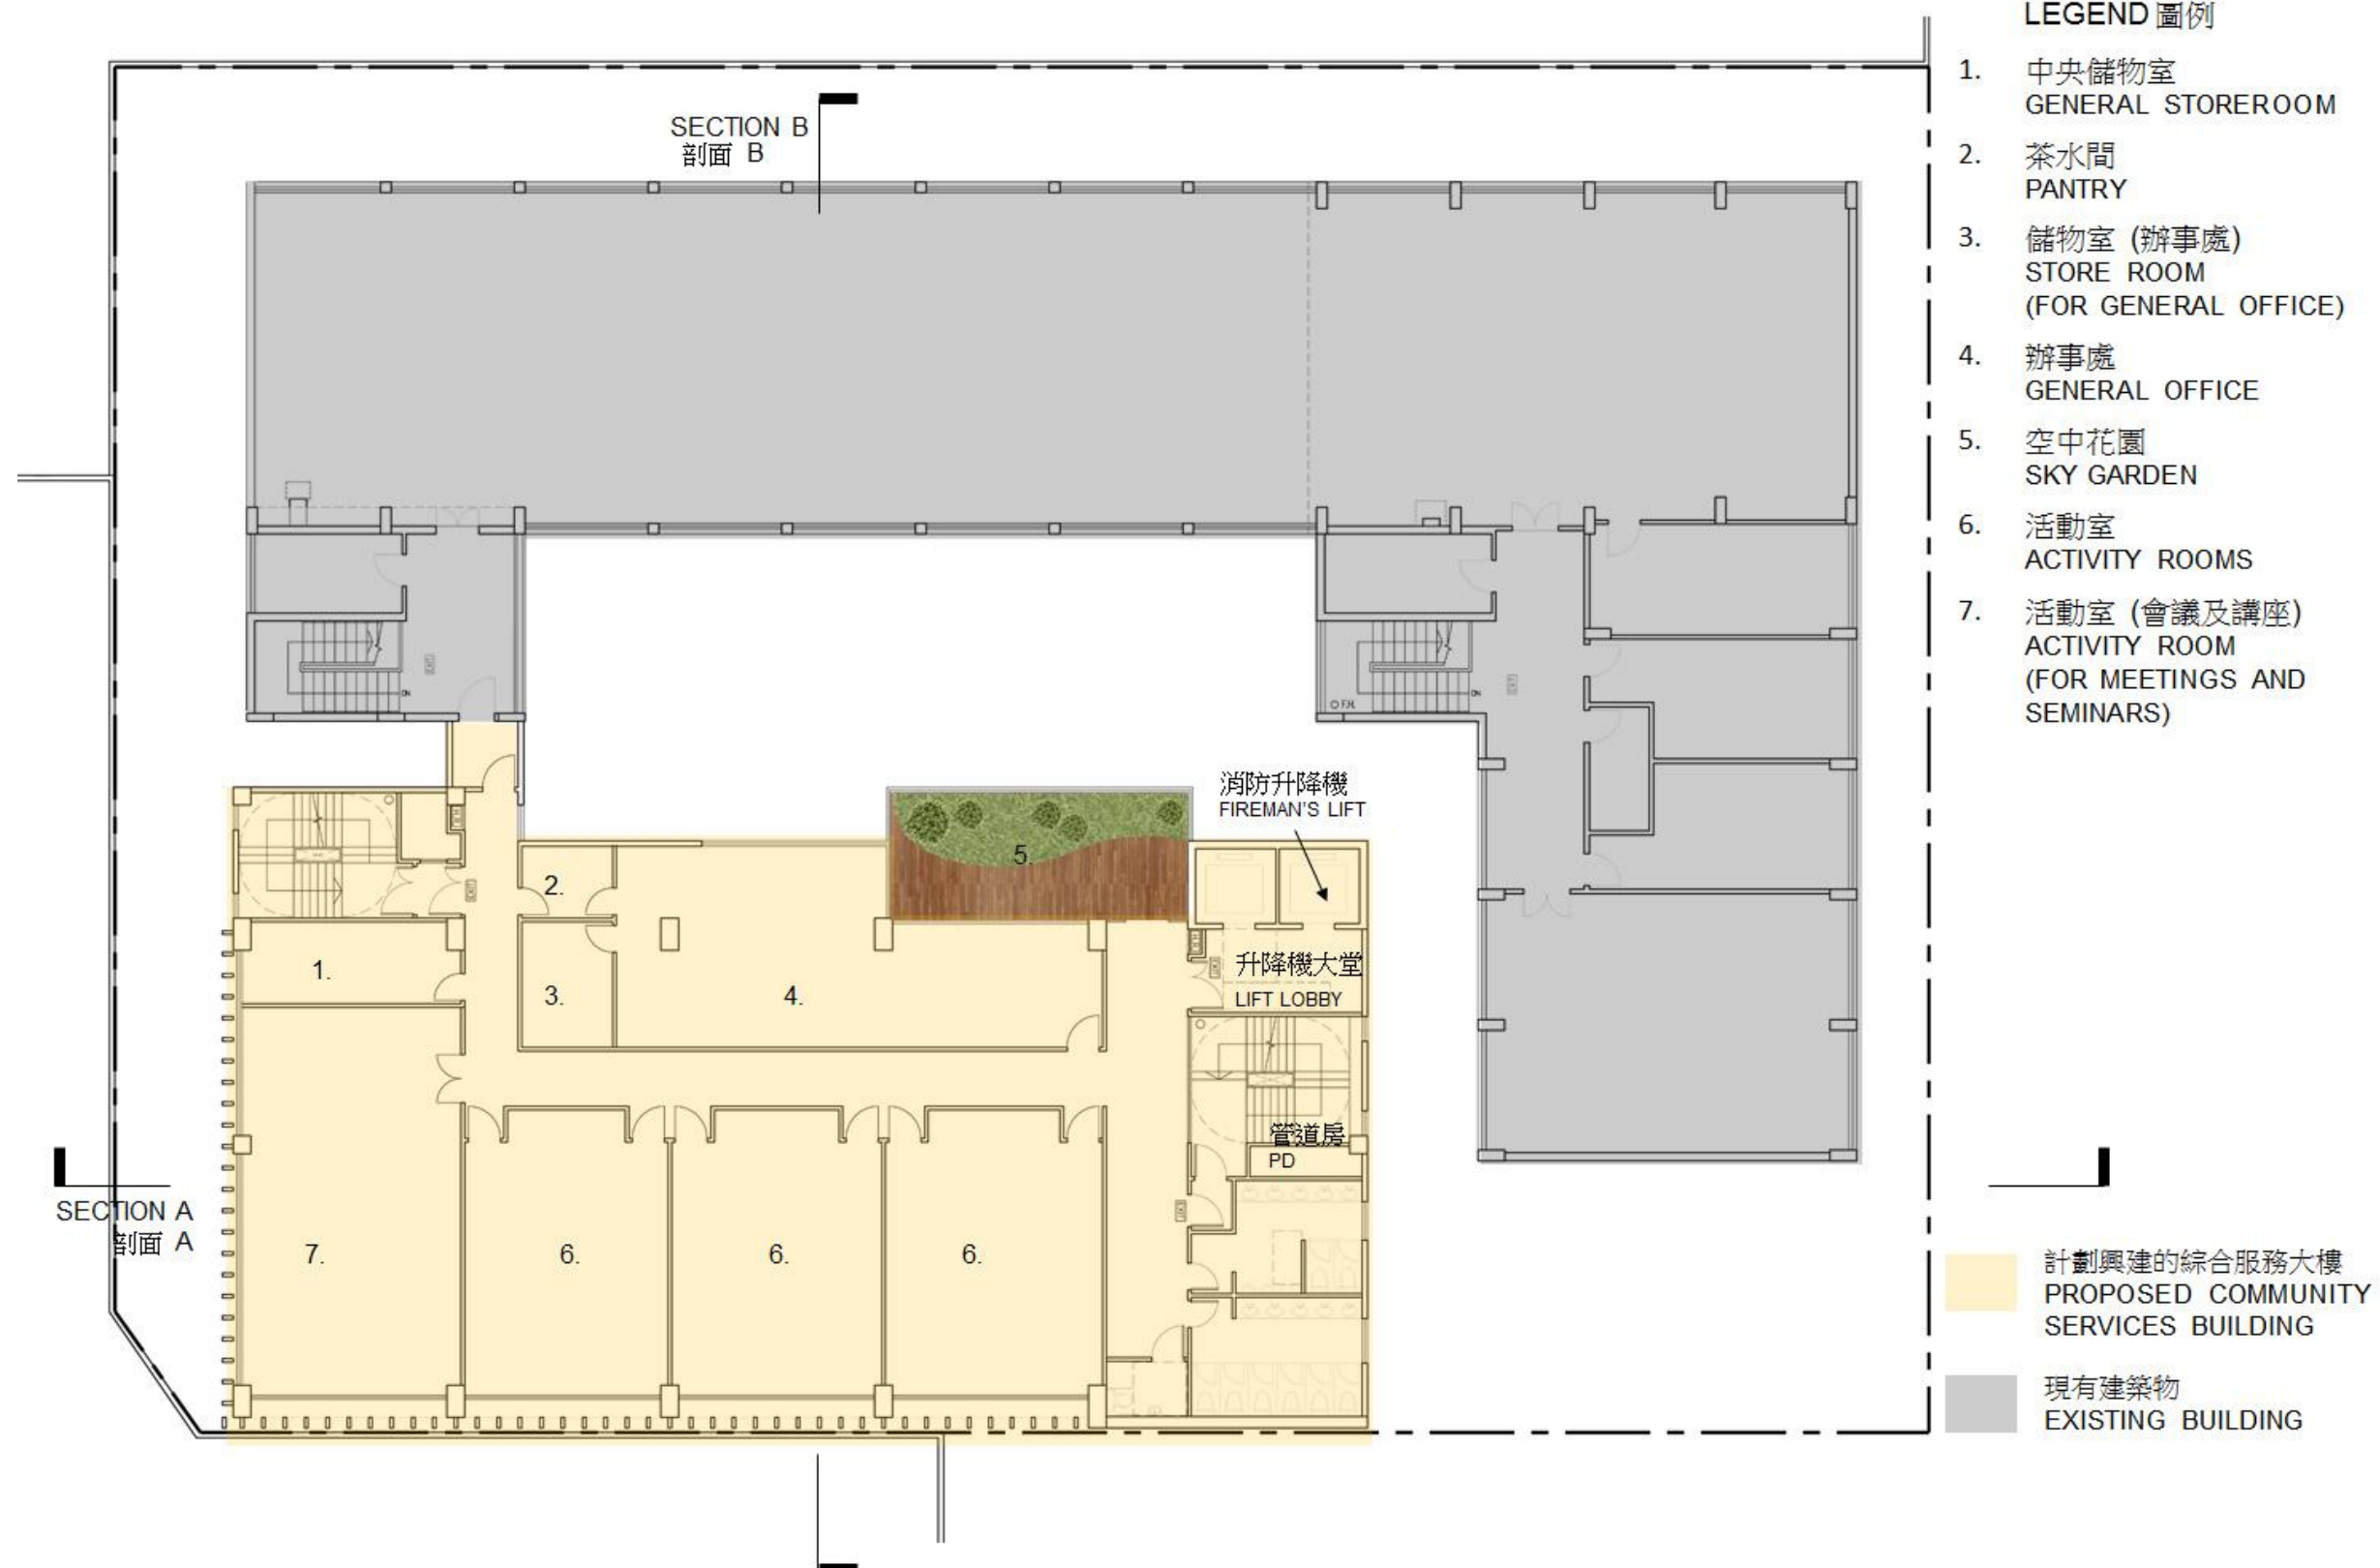 LEGEND 圖例
1. 中央儲物室
GENERAL STOREROOM
2. 茶水間
PANTRY
3. 儲物室 (辦事處)
STORE ROOM
(FOR GENERAL OFFICE)
4. 辦事處
GENERAL OFFICE
5. 空中花園
SKY GARDEN
6. 活動室
ACTIVITY ROOMS
7. 活動室 (會議及講座)
ACTIVITY ROOM
(FOR MEETINGS AND
SEMINARS)
SECTION B
剖面 B
DN
DN
F.H.
消防升降機
FIREMAN'S LIFT
5.
2.
1.
3.
4.
升降機大堂
LIFT LOBBY
管道房
PD
SECTION A
剖面 A
7.
6.
6.
6.
計劃興建的綜合服務大樓
PROPOSED COMMUNITY
SERVICES BUILDING
現有建築物
EXISTING BUILDING